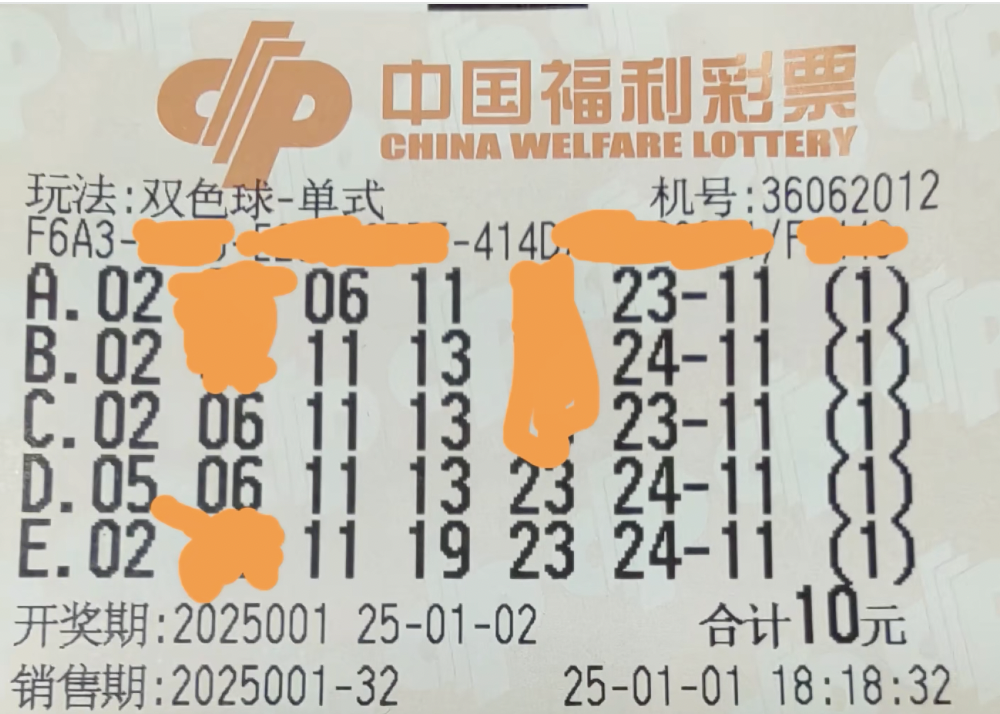 中国福利彩票
CHINA WELFARE LOTTERY
玩法:双色球-单式 机号:36062012
F6A3- -414D /F
A.02 06 11 23-11 (1)
B.02 11 13 24-11 (1)
C.02 06 11 13 23-11 (1)
D.05 06 11 13 23 24-11 (1)
E.02 11 19 23 24-11 (1)
开奖期:2025001 25-01-02 合计10元
销售期:2025001-32 25-01-01 18:18:32